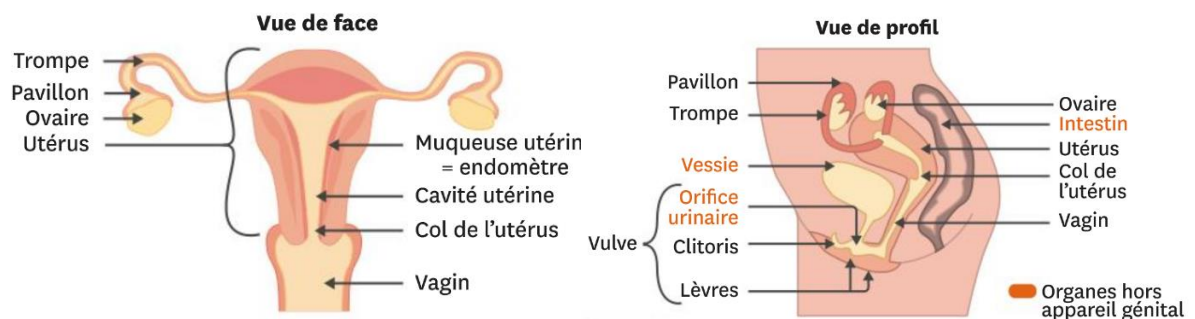 Vue de face
Trompe
Pavillon
Ovaire
Utérus
Muqueuse utérin
= endomètre
Cavité utérine
Col de l'utérus
Vagin
Vue de profil
Pavillon
Trompe
Vessie
Orifice
urinaire
Vulve
Clitoris
Lèvres
Ovaire
Intestin
Utérus
Col de
l'utérus
Vagin
Organes hors
appareil génital